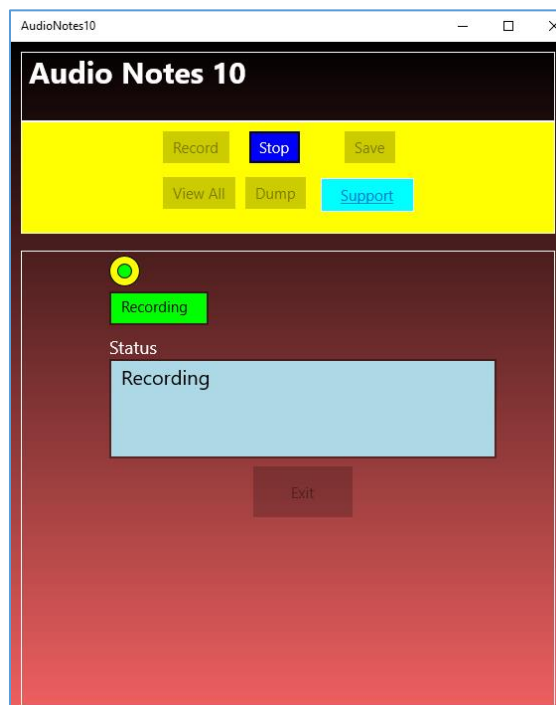 AudioNotes10
Audio Notes 10
Record Stop Save
View All Dump Support
Recording
Status
Recording
Exit